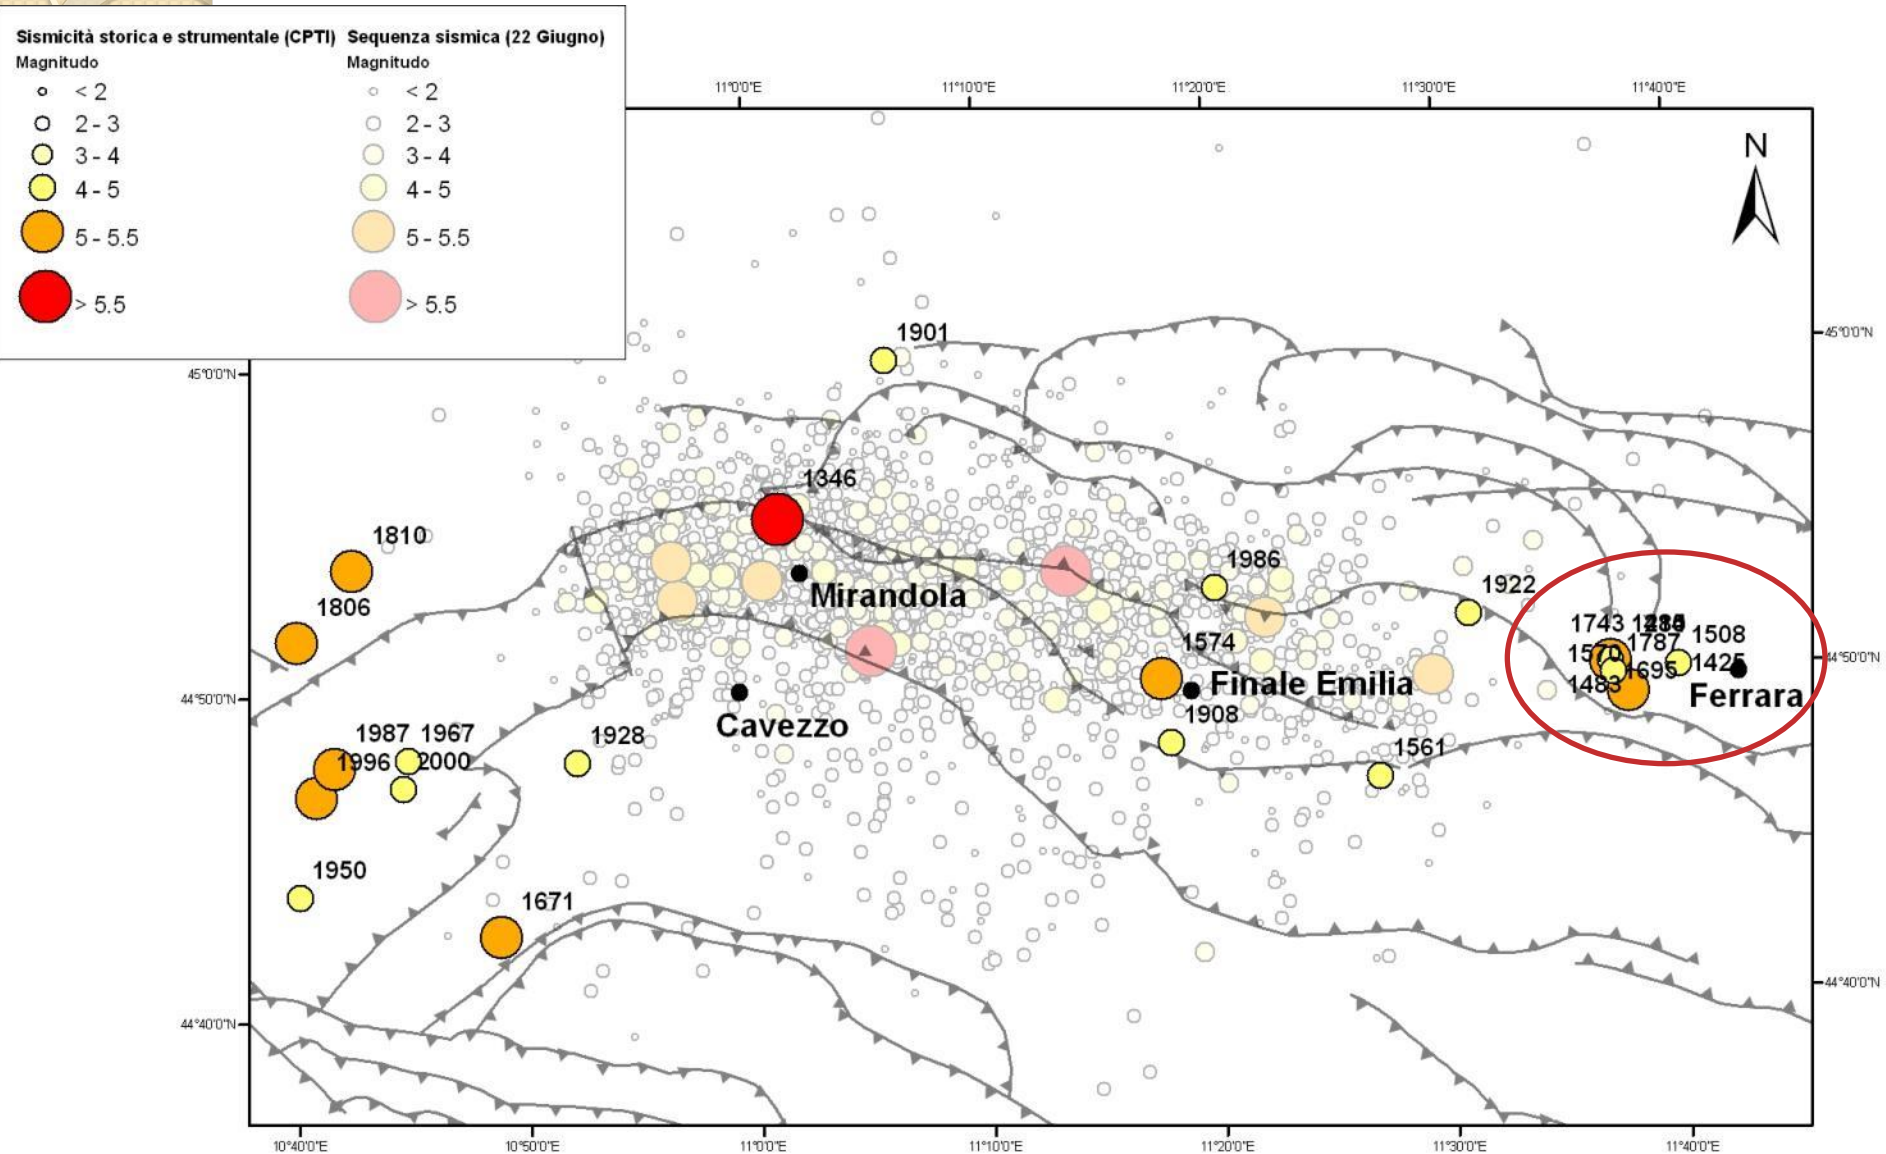 Sismicità storica e strumentale (CPTI) Sequenza sismica (22 Giugno)
Magnitudo Magnitudo
< 2 < 2
2 - 3 2 - 3
3 - 4 3 - 4
4 - 5 4 - 5
5 - 5.5 5 - 5.5
> 5.5 > 5.5
11°0'0"E 11°10'0"E 11°20'0"E 11°30'0"E 11°40'0"E
N
1901
45°0'0"N
45°0'0"N
1346
1810
1986
1922
Mirandola
1806
1743
1787 1508
1574
1570
1425
44°50'0"N
1695
1483
Finale Emilia
Ferrara
44°50'0"N
1908
Cavezzo
1987 1967
1928
1561
1996 2000
1950
1671
44°40'0"N
44°40'0"N
10°40'0"E 10°50'0"E 11°0'0"E 11°10'0"E 11°20'0"E 11°30'0"E 11°40'0"E